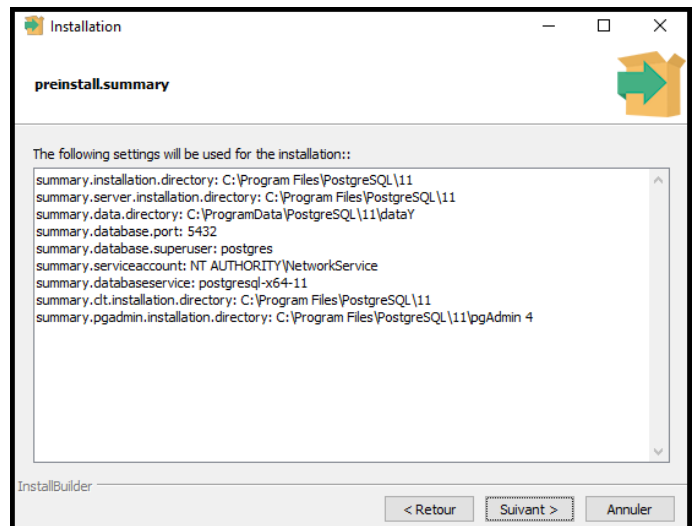 Installation
preinstall.summary
The following settings will be used for the installation::
summary.installation.directory: C:\Program Files\PostgreSQL\11
summary.server.installation.directory: C:\Program Files\PostgreSQL\11
summary.data.directory: C:\ProgramData\PostgreSQL\11\dataY
summary.database.port: 5432
summary.database.superuser: postgres
summary.serviceaccount: NT AUTHORITY\NetworkService
summary.databaseservice: postgresql-x64-11
summary.clt.installation.directory: C:\Program Files\PostgreSQL\11
summary.pgadmin.installation.directory: C:\Program Files\PostgreSQL\11\pgAdmin 4
InstallBuilder
< Retour Suivant > Annuler